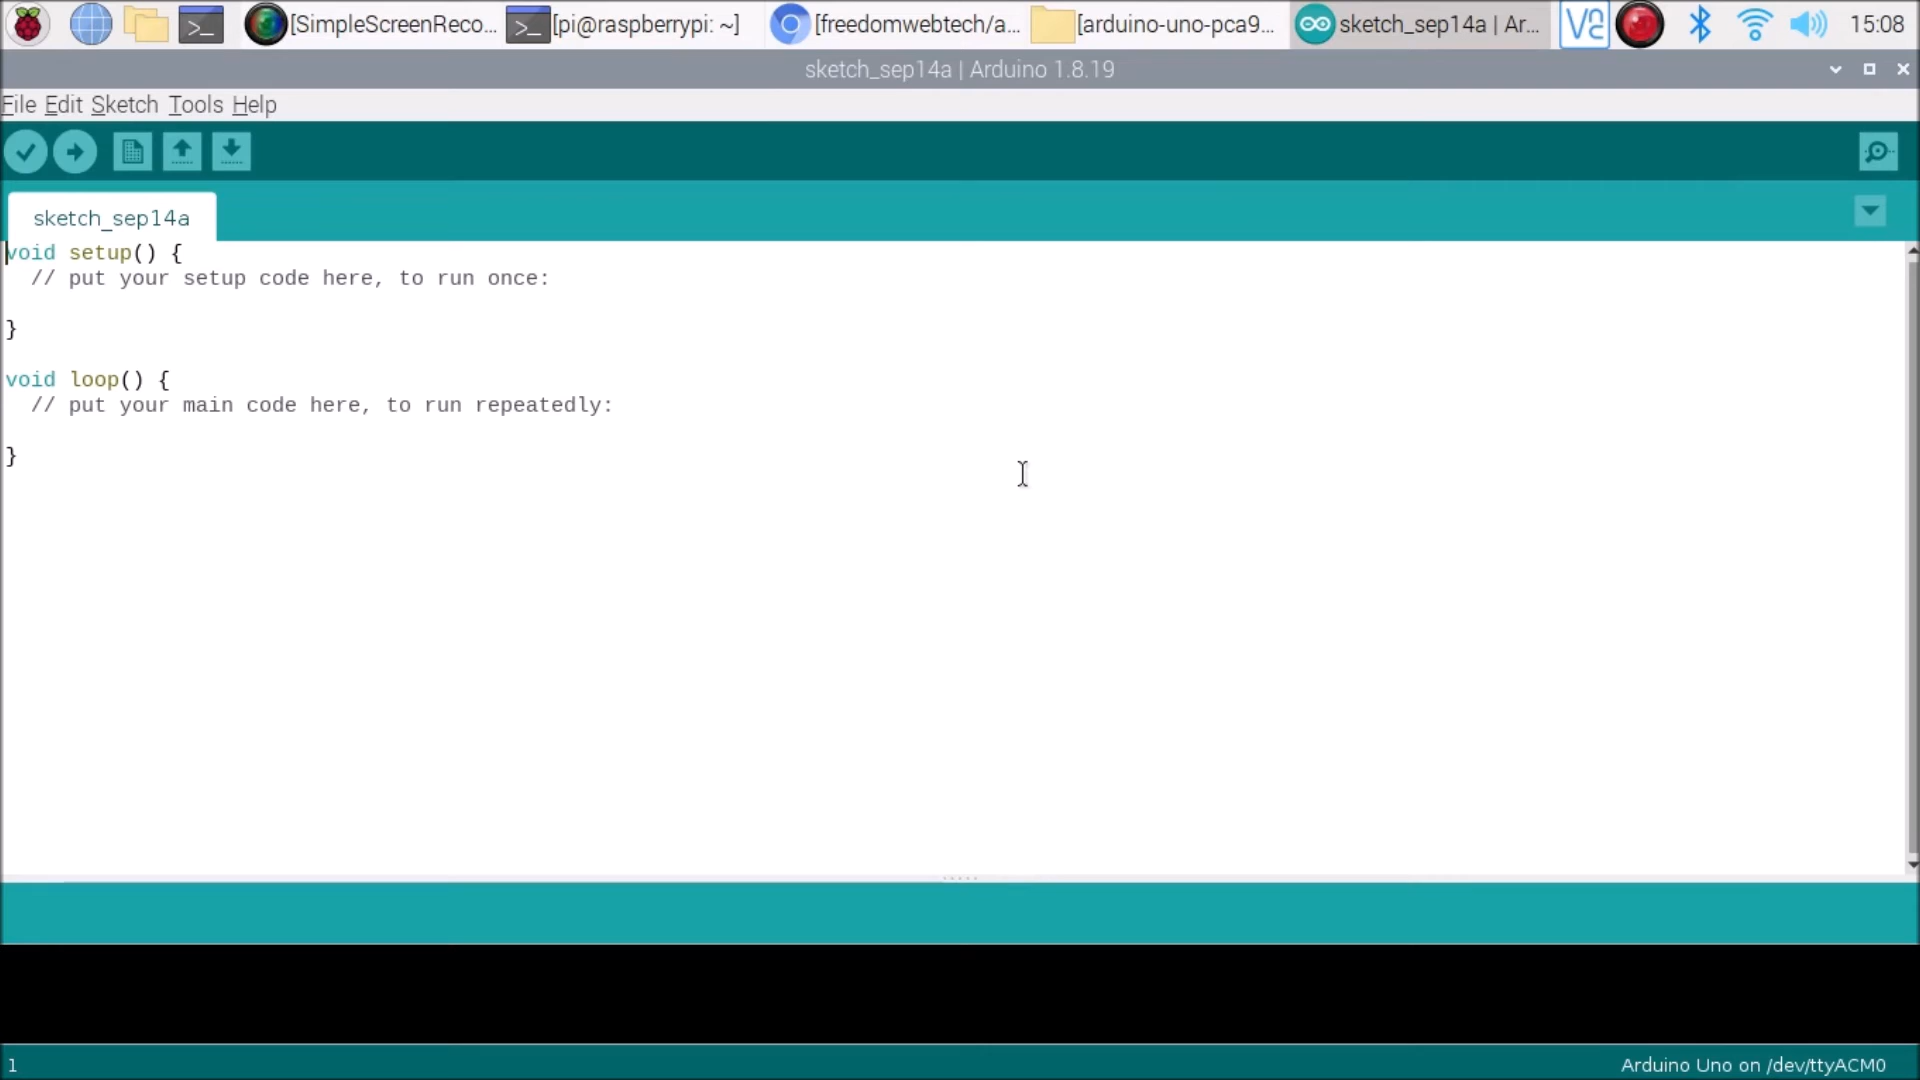 [SimpleScreenReco... [pi@raspberrypi: ~] [freedomwebtech/a... [arduino-uno-pca9... sketch_sep14a | Ar... 15:08
sketch_sep14a | Arduino 1.8.19
File Edit Sketch Tools Help
sketch_sep14a
void setup() {
// put your setup code here, to run once:
}
void loop() {
// put your main code here, to run repeatedly:
}
1 Arduino Uno on /dev/ttyACM0